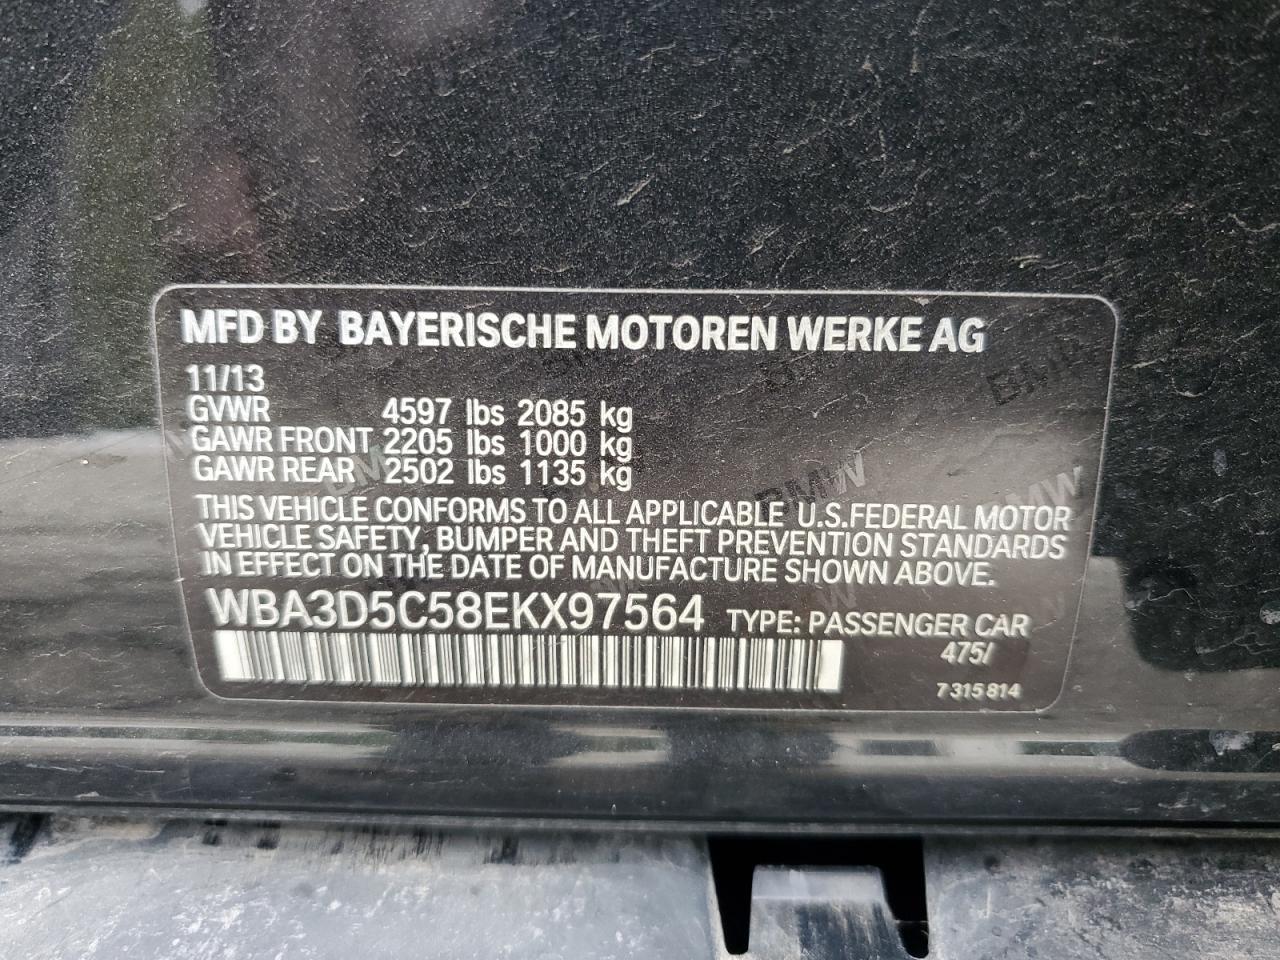 MFD BY BAYERISCHE MOTOREN WERKE AG
11/13
GVWR 4597 lbs 2085 kg
GAWR FRONT 2205 lbs 1000 kg
GAWR REAR 2502 lbs 1135 kg
THIS VEHICLE CONFORMS TO ALL APPLICABLE U.S.FEDERAL MOTOR
VEHICLE SAFETY, BUMPER AND THEFT PREVENTION STANDARDS
IN EFFECT ON THE DATE OF MANUFACTURE SHOWN ABOVE.
WBA3D5C58EKX97564 TYPE: PASSENGER CAR
475/
7 315 814